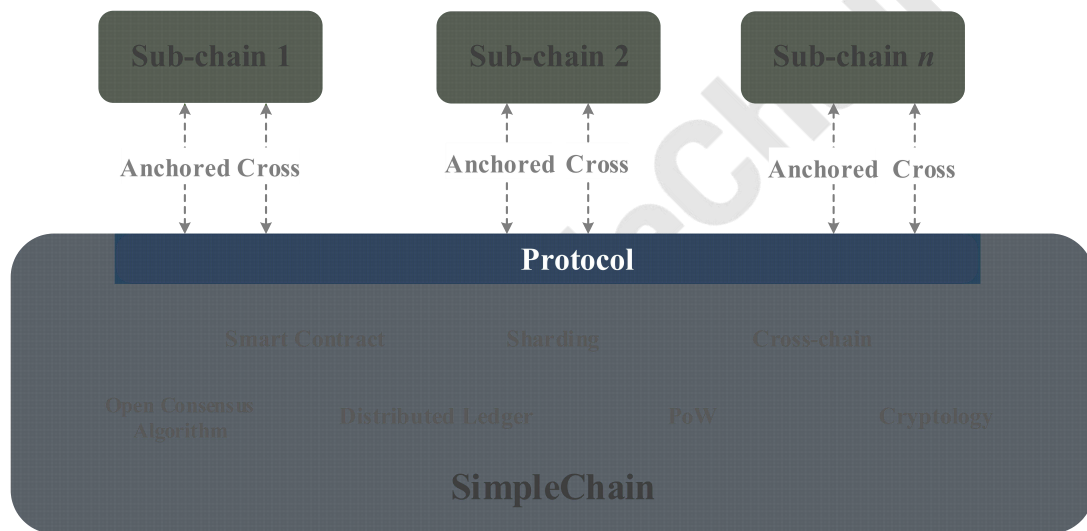 Sub-chain 1
Sub-chain 2
Sub-chain n
Anchored Cross
Anchored Cross
Anchored Cross
Protocol
Smart Contract
Sharding
Cross-chain
Open Consensus
Algorithm
Distributed Ledger
PoW
Cryptology
SimpleChain